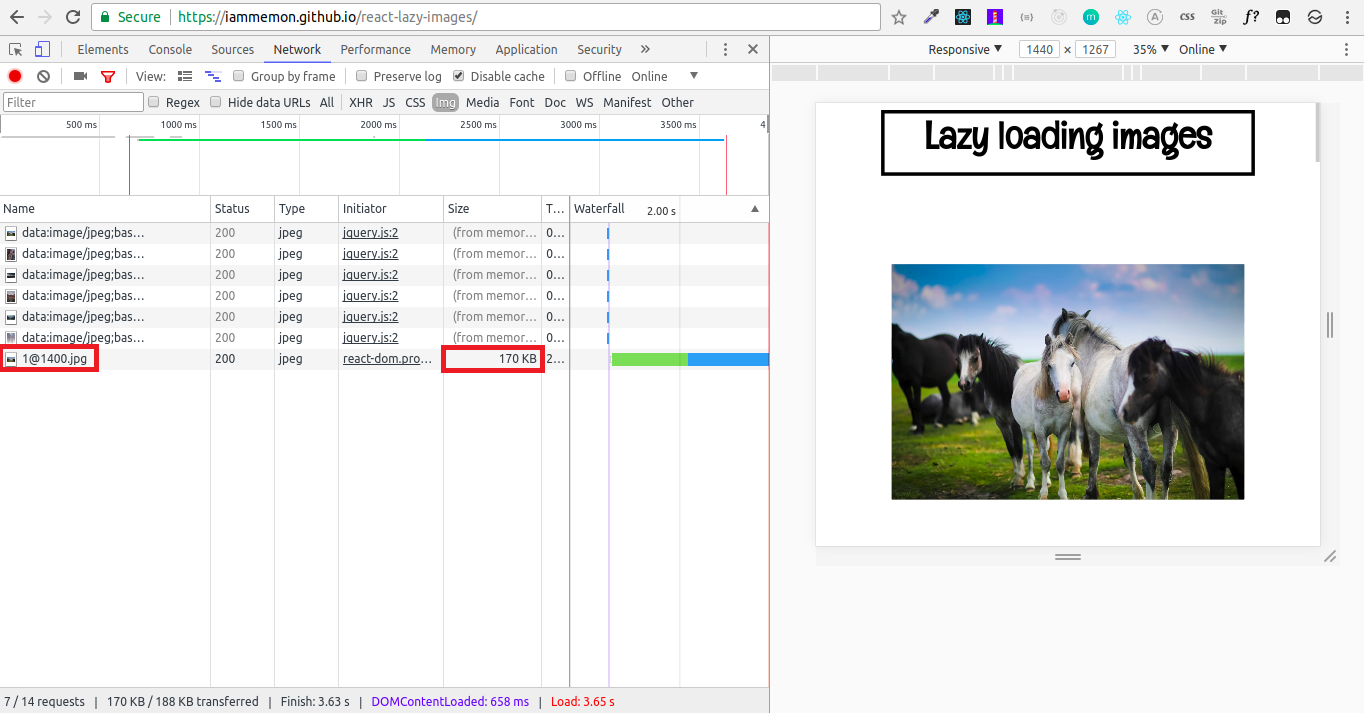 Secure https://iammemon.github.io/react-lazy-images/
Elements Console Sources Network Performance Memory Application Security »
Responsive ▼ 1440 × 1267 35% ▼ Online ▼
View: Group by frame Preserve log Disable cache Offline Online ▼
Filter Regex Hide data URLs All XHR JS CSS Img Media Font Doc WS Manifest Other
500 ms 1000 ms 1500 ms 2000 ms 2500 ms 3000 ms 3500 ms 4
Lazy loading images
Name Status Type Initiator Size T... Waterfall 2.00 s
data:image/jpeg;bas... 200 jpeg jquery.js:2 (from memor... 0...
data:image/jpeg;bas... 200 jpeg jquery.js:2 (from memor... 0...
data:image/jpeg;bas... 200 jpeg jquery.js:2 (from memor... 0...
data:image/jpeg;bas... 200 jpeg jquery.js:2 (from memor... 0...
data:image/jpeg;bas... 200 jpeg jquery.js:2 (from memor... 0...
data:image/jpeg;bas... 200 jpeg jquery.js:2 (from memor... 0...
1@1400.jpg 200 jpeg react-dom.pro... 170 KB 2...
7 / 14 requests | 170 KB / 188 KB transferred | Finish: 3.63 s | DOMContentLoaded: 658 ms | Load: 3.65 s